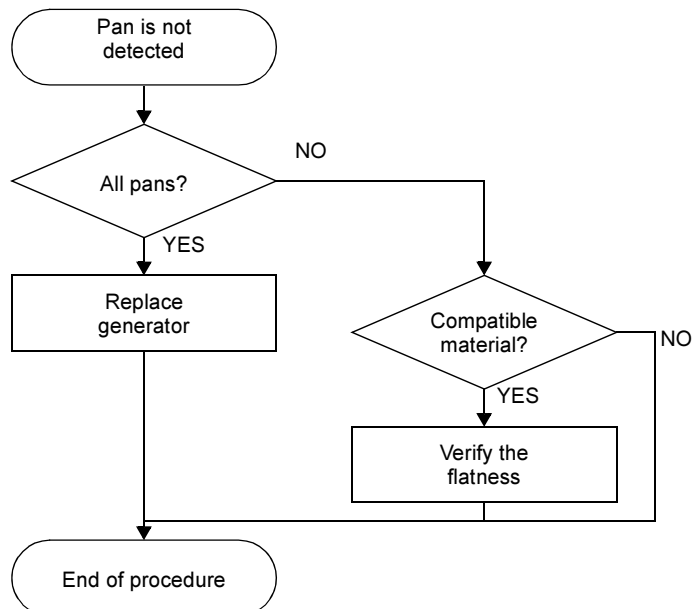 Pan is not
detected
All pans?
NO
YES
Replace
generator
Compatible
material?
NO
YES
Verify the
flatness
End of procedure